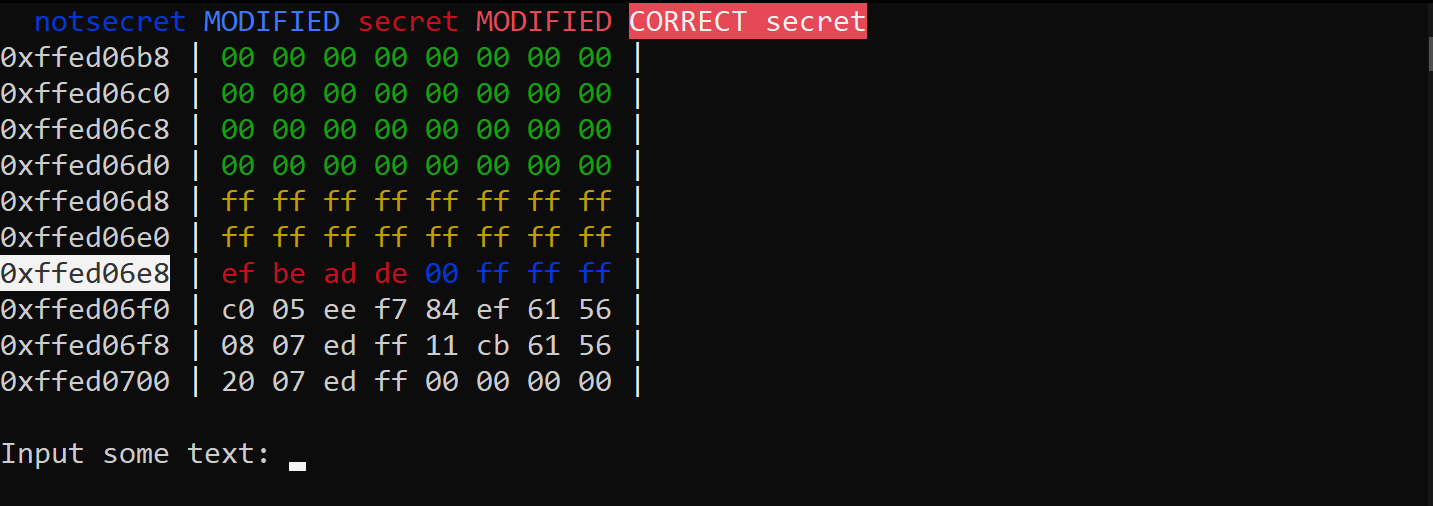 notsecret MODIFIED secret MODIFIED CORRECT secret
0xffed06b8 | 00 00 00 00 00 00 00 00 |
0xffed06c0 | 00 00 00 00 00 00 00 00 |
0xffed06c8 | 00 00 00 00 00 00 00 00 |
0xffed06d0 | 00 00 00 00 00 00 00 00 |
0xffed06d8 | ff ff ff ff ff ff ff ff |
0xffed06e0 | ff ff ff ff ff ff ff ff |
0xffed06e8 | ef be ad de 00 ff ff ff |
0xffed06f0 | c0 05 ee f7 84 ef 61 56 |
0xffed06f8 | 08 07 ed ff 11 cb 61 56 |
0xffed0700 | 20 07 ed ff 00 00 00 00 |
Input some text: